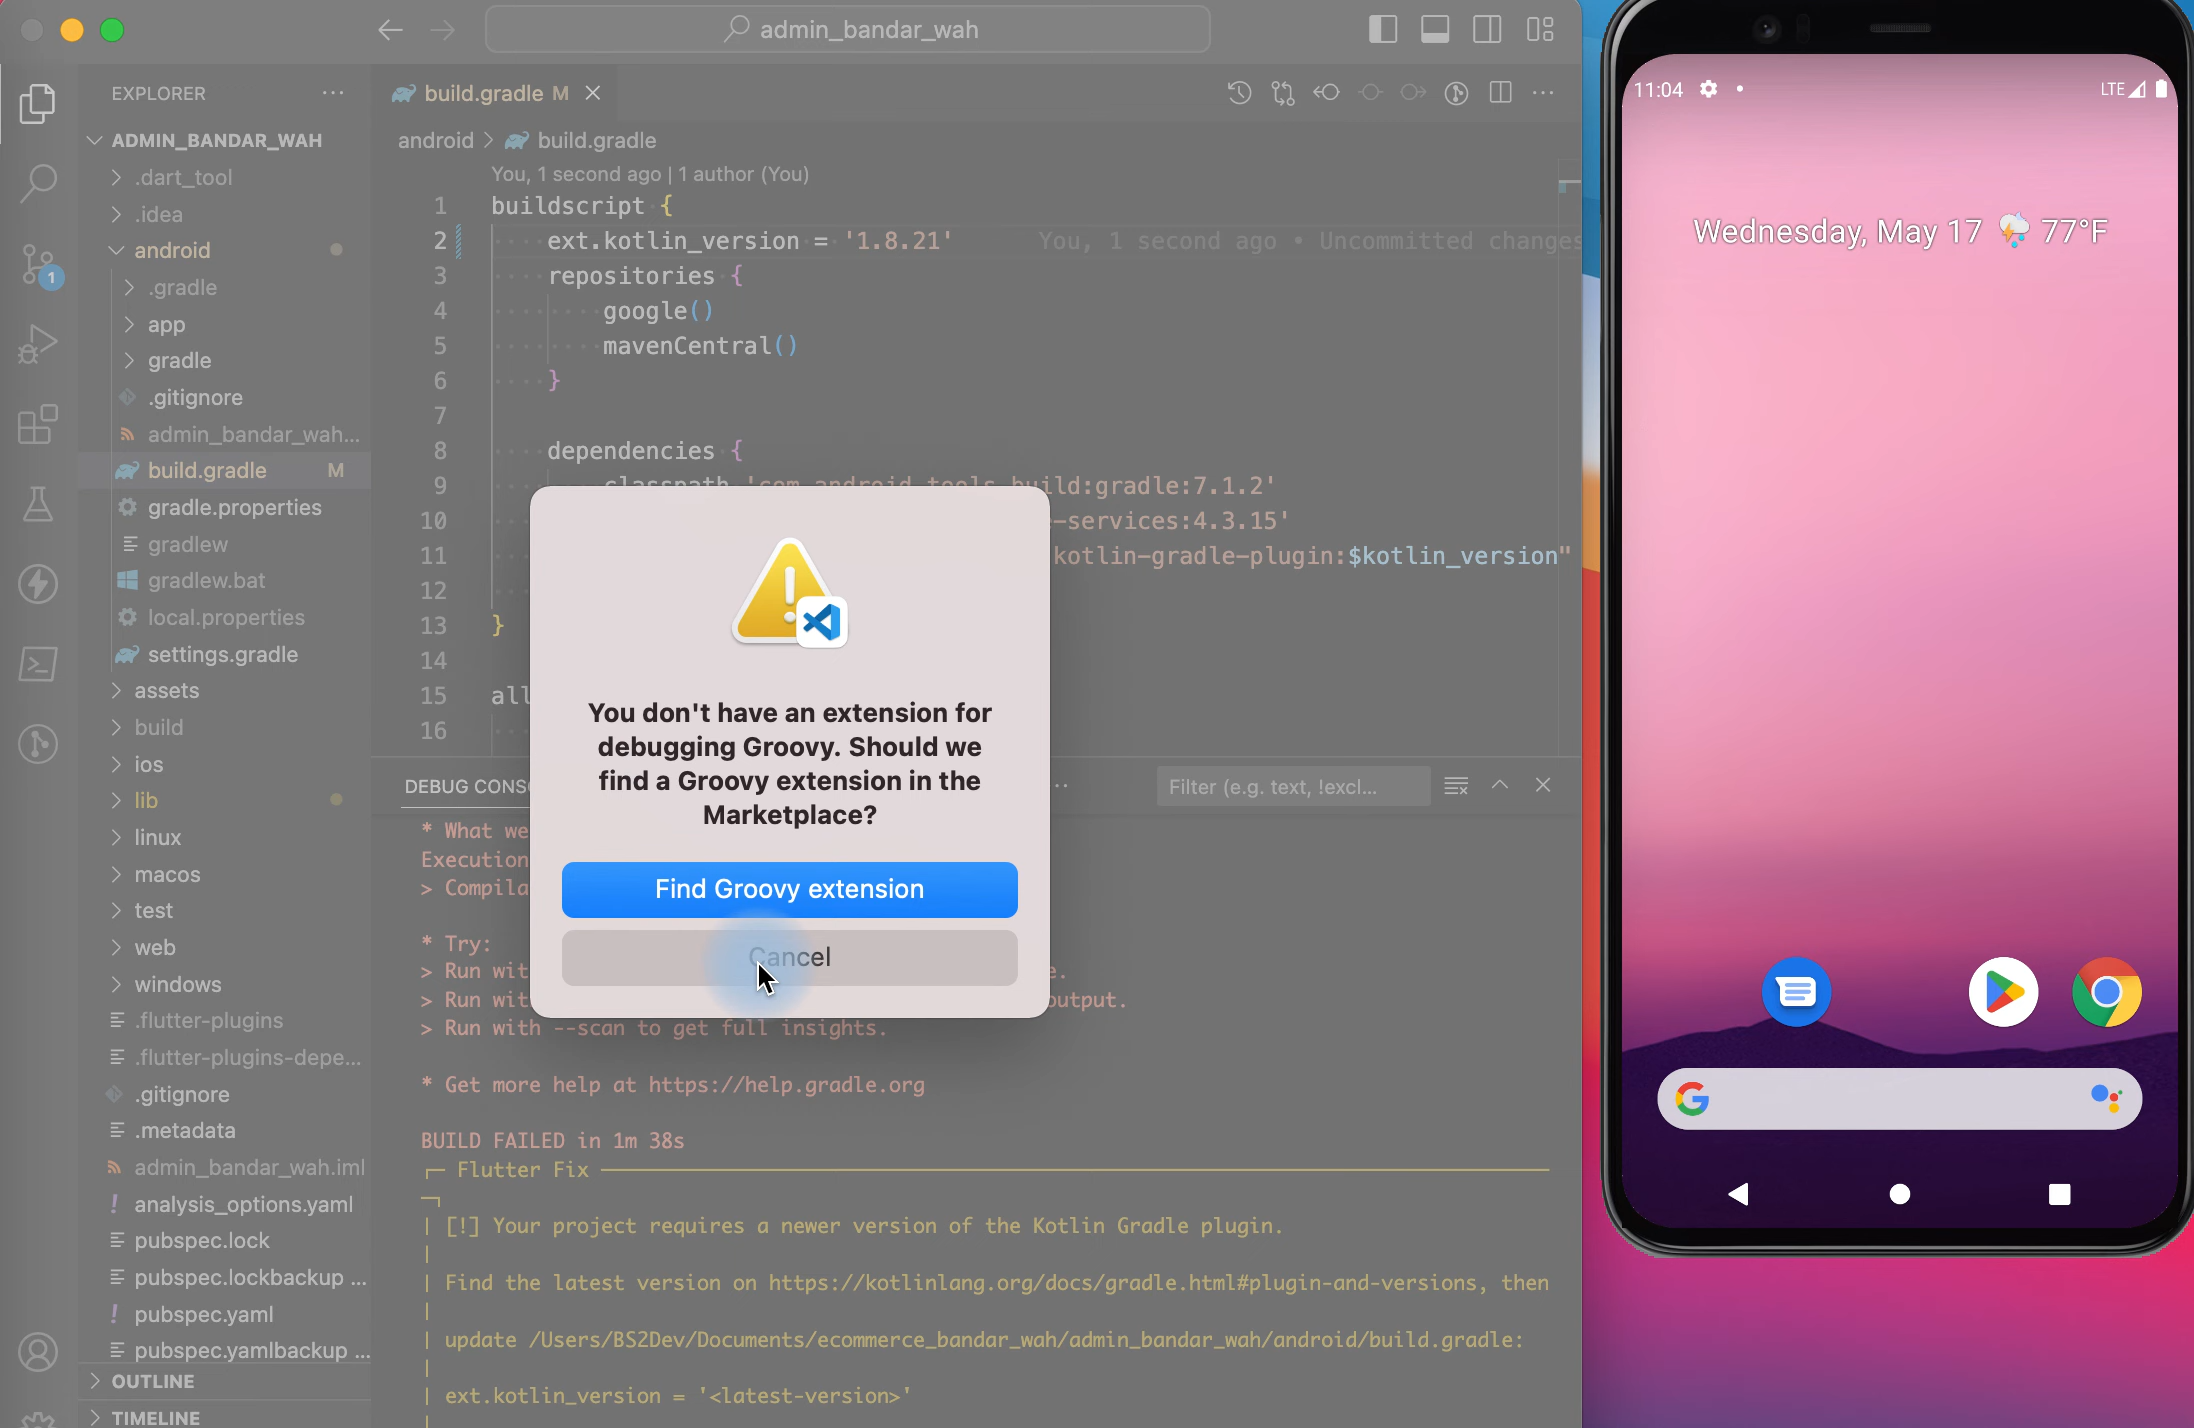 admin_bandar_wah
EXPLORER
ADMIN_BANDAR_WAH
.dart_tool
.idea
android
.gradle
app
gradle
.gitignore
admin_bandar_wah...
build.gradle M
gradle.properties
gradlew
gradlew.bat
local.properties
settings.gradle
assets
build
ios
lib
linux
macos
test
web
windows
.flutter-plugins
.flutter-plugins-depe...
.gitignore
.metadata
admin_bandar_wah.iml
! analysis_options.yaml
pubspec.lock
pubspec.lockbackup ...
! pubspec.yaml
pubspec.yamlbackup ...
OUTLINE
TIMELINE
1
build.gradle M
android > build.gradle
You, 1 second ago | 1 author (You)
1 buildscript {
2 ext.kotlin_version = '1.8.21' You, 1 second ago • Uncommitted changes
3 repositories {
4 google()
5 mavenCentral()
6 }
7
8 dependencies {
9 classpath 'com.android.tools.build:gradle:7.1.2'
10 -services:4.3.15'
11 kotlin-gradle-plugin:$kotlin_version"
12
13 }
14
15 all
16
You don't have an extension for
debugging Groovy. Should we
find a Groovy extension in the
Marketplace?
Find Groovy extension
Cancel
DEBUG CONSO
Filter (e.g. text, !excl...
* What we
Execution
> Compila
* Try:
> Run wit e.
> Run wit output.
> Run with --scan to get full insights.
* Get more help at https://help.gradle.org
BUILD FAILED in 1m 38s
Flutter Fix
[!] Your project requires a newer version of the Kotlin Gradle plugin.
Find the latest version on https://kotlinlang.org/docs/gradle.html#plugin-and-versions, then
update /Users/BS2Dev/Documents/ecommerce_bandar_wah/admin_bandar_wah/android/build.gradle:
ext.kotlin_version = '<latest-version>'
11:04
LTE
Wednesday, May 17 77°F